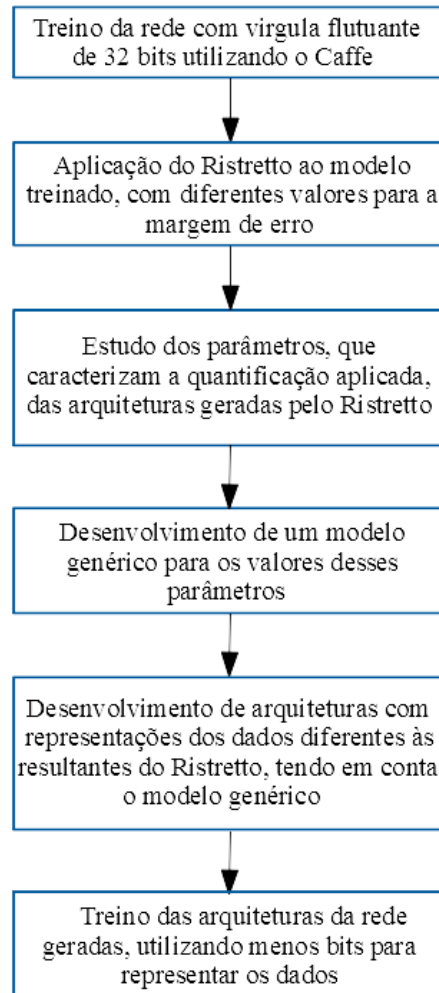 Treino da rede com virgula flutuante
de 32 bits utilizando o Caffe
Aplicação do Ristretto ao modelo
treinado, com diferentes valores para a
margem de erro
Estudo dos parâmetros, que
caracterizam a quantificação aplicada,
das arquiteturas geradas pelo Ristretto
Desenvolvimento de um modelo
genérico para os valores desses
parâmetros
Desenvolvimento de arquiteturas com
representações dos dados diferentes às
resultantes do Ristretto, tendo em conta
o modelo genérico
Treino das arquiteturas da rede
geradas, utilizando menos bits para
representar os dados